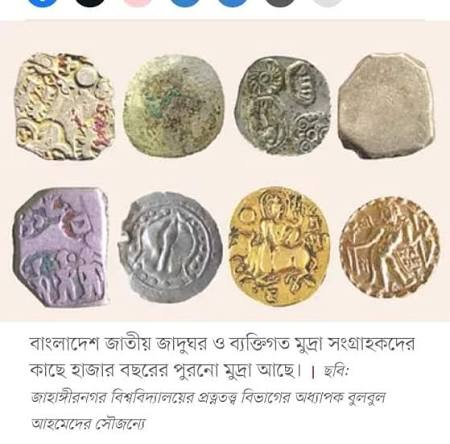 বাংলাদেশ জাতীয় জাদুঘর ও ব্যক্তিগত মুদ্রা সংগ্রাহকদের
কাছে হাজার বছরের পুরনো মুদ্রা আছে। | ছবি:
জাহাঙ্গীরনগর বিশ্ববিদ্যালয়ের প্রত্নতত্ত্ব বিভাগের অধ্যাপক বুলবুল
আহমেদের সৌজন্যে